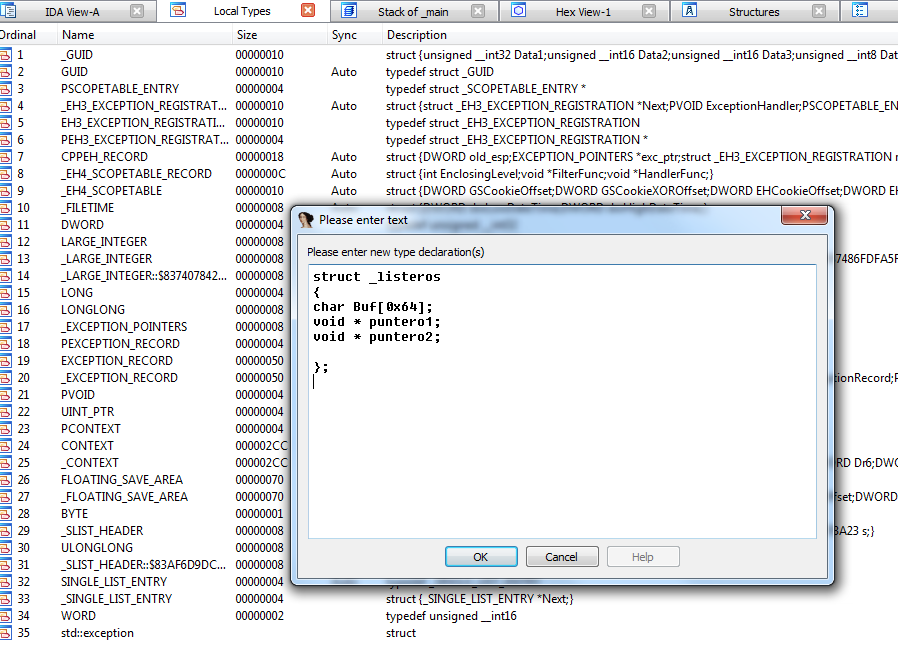 IDA View-A Local Types Stack of _main Hex View-1 Structures
Ordinal Name Size Sync Description
1 _GUID 00000010 struct {unsigned __int32 Data1;unsigned __int16 Data2;unsigned __int16 Data3;unsigned __int8 Dat
2 GUID 00000010 Auto typedef struct _GUID
3 PSCOPETABLE_ENTRY 00000004 typedef struct _SCOPETABLE_ENTRY *
4 _EH3_EXCEPTION_REGISTRAT... 00000010 Auto struct {struct _EH3_EXCEPTION_REGISTRATION *Next;PVOID ExceptionHandler;PSCOPETABLE_EN
5 EH3_EXCEPTION_REGISTRATI... 00000010 typedef struct _EH3_EXCEPTION_REGISTRATION
6 PEH3_EXCEPTION_REGISTRAT... 00000004 typedef struct _EH3_EXCEPTION_REGISTRATION *
7 CPPEH_RECORD 00000018 Auto struct {DWORD old_esp;EXCEPTION_POINTERS *exc_ptr;struct _EH3_EXCEPTION_REGISTRATION r
8 _EH4_SCOPETABLE_RECORD 0000000C Auto struct {int EnclosingLevel;void *FilterFunc;void *HandlerFunc;}
9 _EH4_SCOPETABLE 00000010 Auto struct {DWORD GSCookieOffset;DWORD GSCookieXOROffset;DWORD EHCookieOffset;DWORD EH
10 _FILETIME 00000008
11 DWORD 00000004
12 LARGE_INTEGER 00000008
13 _LARGE_INTEGER 00000008 7486FDFA5F
14 _LARGE_INTEGER::$837407842... 00000008
15 LONG 00000004
16 LONGLONG 00000008
17 _EXCEPTION_POINTERS 00000008
18 PEXCEPTION_RECORD 00000004
19 EXCEPTION_RECORD 00000050
20 _EXCEPTION_RECORD 00000050 tionRecord;P
21 PVOID 00000004
22 UINT_PTR 00000004
23 PCONTEXT 00000004
24 CONTEXT 000002CC
25 _CONTEXT 000002CC RD Dr6;DWO
26 FLOATING_SAVE_AREA 00000070
27 _FLOATING_SAVE_AREA 00000070 fset;DWORD
28 BYTE 00000001
29 _SLIST_HEADER 00000008 3A23 s;}
30 ULONGLONG 00000008
31 _SLIST_HEADER::$83AF6D9DC... 00000008
32 SINGLE_LIST_ENTRY 00000004
33 _SINGLE_LIST_ENTRY 00000004 struct {_SINGLE_LIST_ENTRY *Next;}
34 WORD 00000002 typedef unsigned __int16
35 std::exception struct
Please enter text
Please enter new type declaration(s)
struct _listeros
{
char Buf[0x64];
void * puntero1;
void * puntero2;
};
OK Cancel Help